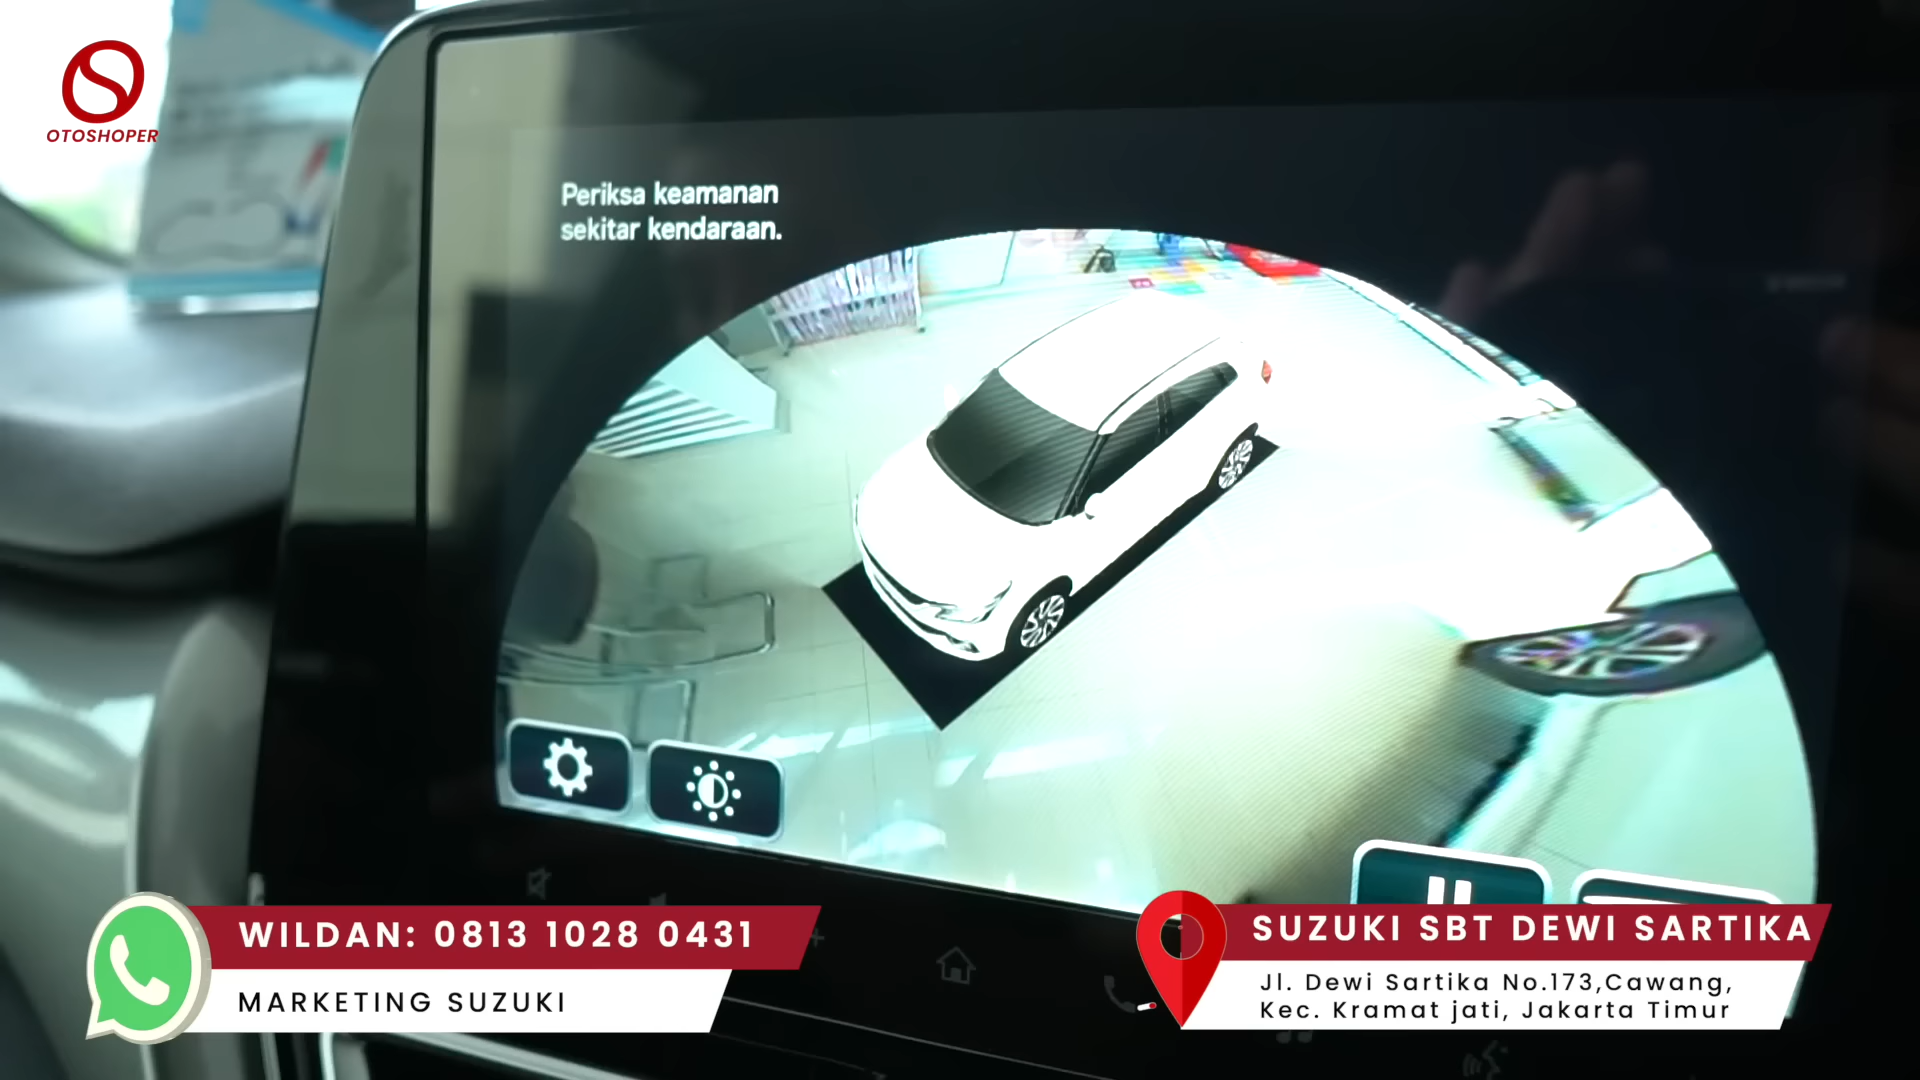 OTOSHOPER
Periksa keamanan
sekitar kendaraan.
WILDAN: 0813 1028 0431
MARKETING SUZUKI
SUZUKI SBT DEWI SARTIKA
Jl. Dewi Sartika No.173,Cawang,
Kec. Kramat jati, Jakarta Timur